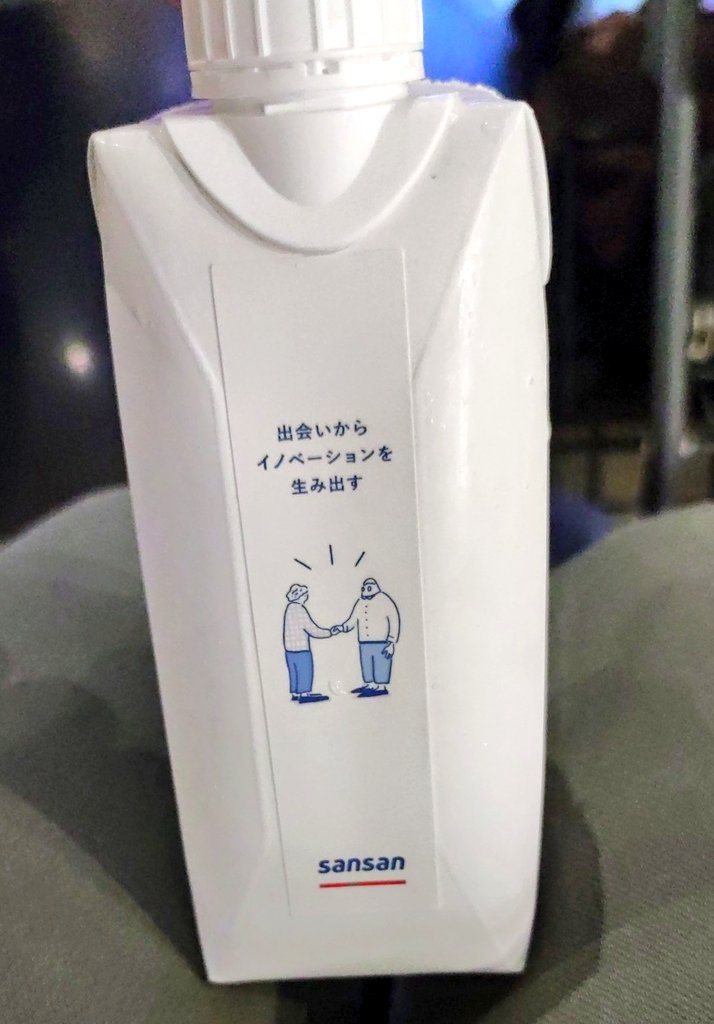 出会いから
イノベーションを
生み出す
sansan